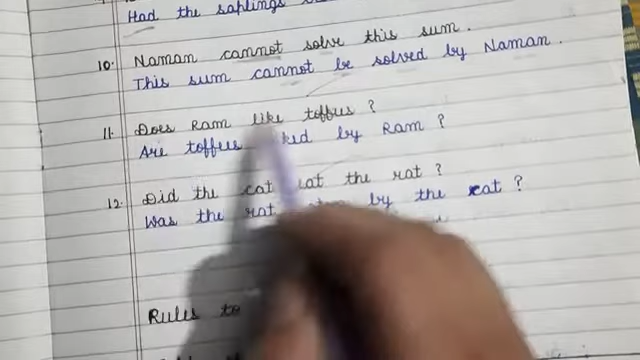 Had the saplings
10. Naman cannot solve this sum.
This sum cannot be solved by Naman.
11. Does Ram like toffees ?
Are toffees ked by Ram ?
12. Did the cat eat the rat ?
Was the rat by the cat ?
Rules to